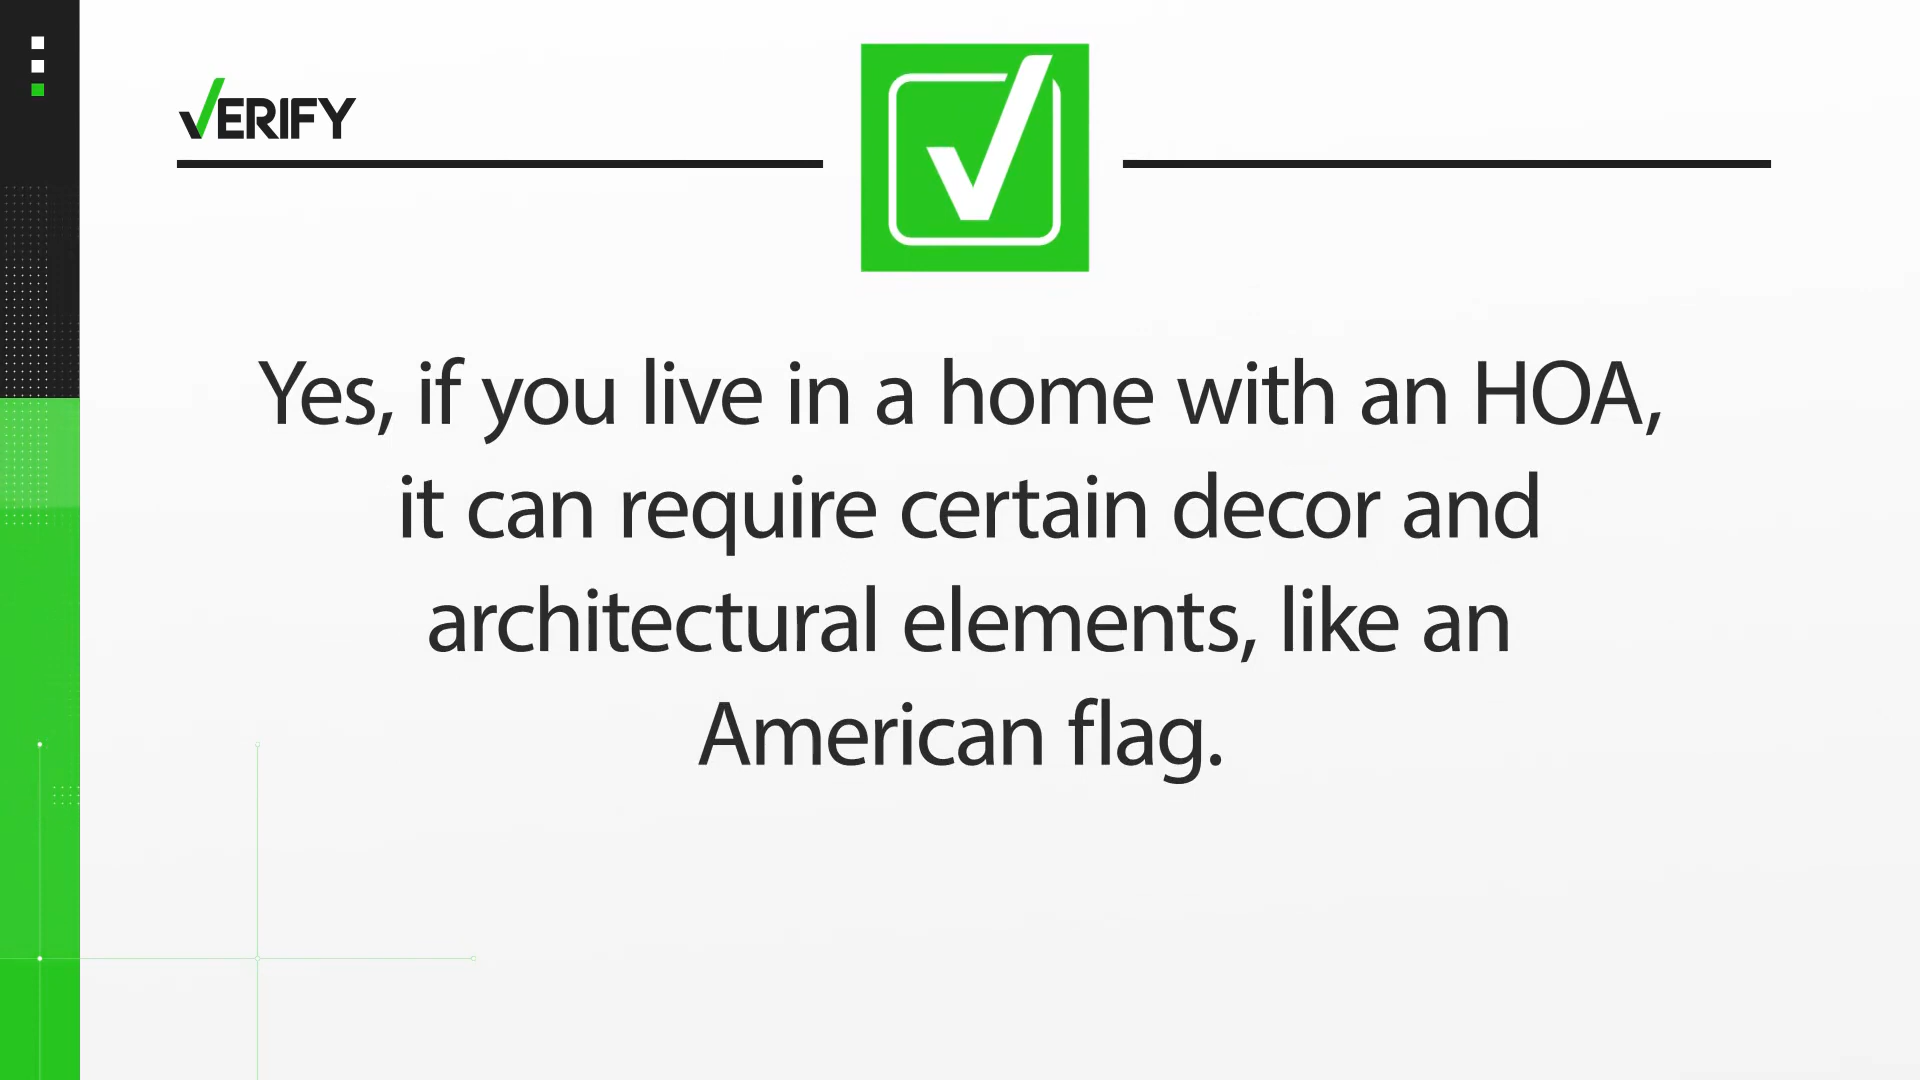 VERIFY
Yes, if you live in a home with an HOA,
it can require certain decor and
architectural elements, like an
American flag.